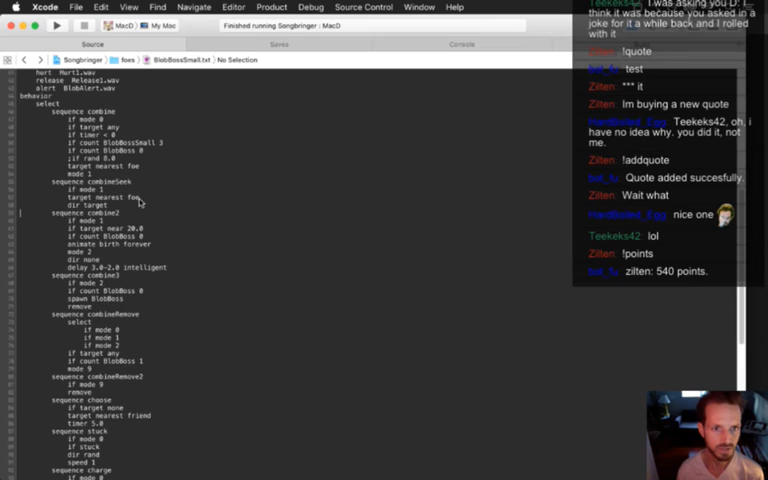 Xcode File Edit View Find Navigate Editor Product Debug Source Control Window Help
MacD My Mac Finished running Songbringer : MacD
Source Saves Console
Songbringer foes BlobBossSmall.txt No Selection
hurt Hurt1.wav
release Release1.wav
alert BlobAlert.wav
behavior
select
sequence combine
if mode 0
if target any
if timer < 0
if count BlobBossSmall 3
if count BlobBoss 0
;if rand 8.0
target nearest foe
mode 1
sequence combineSeek
if mode 1
target nearest foe
dir target
sequence combine2
if mode 1
if target near 20.0
if count BlobBoss 0
animate birth forever
mode 2
dir none
delay 3.0-2.0 intelligent
sequence combine3
if mode 2
if count BlobBoss 0
spawn BlobBoss
remove
sequence combineRemove
select
if mode 0
if mode 1
if mode 2
if target any
if count BlobBoss 1
mode 9
sequence combineRemove2
if mode 9
remove
sequence choose
if target none
target nearest friend
timer 5.0
sequence stuck
if mode 0
if stuck
dir rand
speed 1
sequence charge
if mode 0
Teekeks42: I was asking you D: I
think it was because you asked in a
joke for it a while back and I rolled
with it
Zilten: !quote
test
Zilten: *** it
Zilten: Im buying a new quote
HardBoiled_Egg: Teekeks42, oh, i
have no idea why. you did it, not
me.
Zilten: !addquote
Quote added succesfully.
Zilten: Wait what
HardBoiled_Egg: nice one
Teekeks42: lol
Zilten: !points
zilten: 540 points.